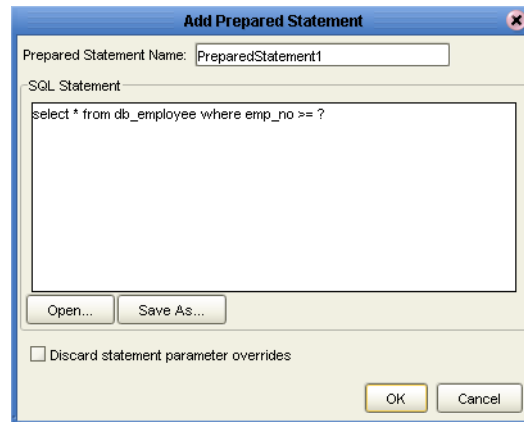 Add Prepared Statement
Prepared Statement Name: PreparedStatement1
SQL Statement
select * from db_employee where emp_no >= ?
Open... Save As...
Discard statement parameter overrides
OK Cancel